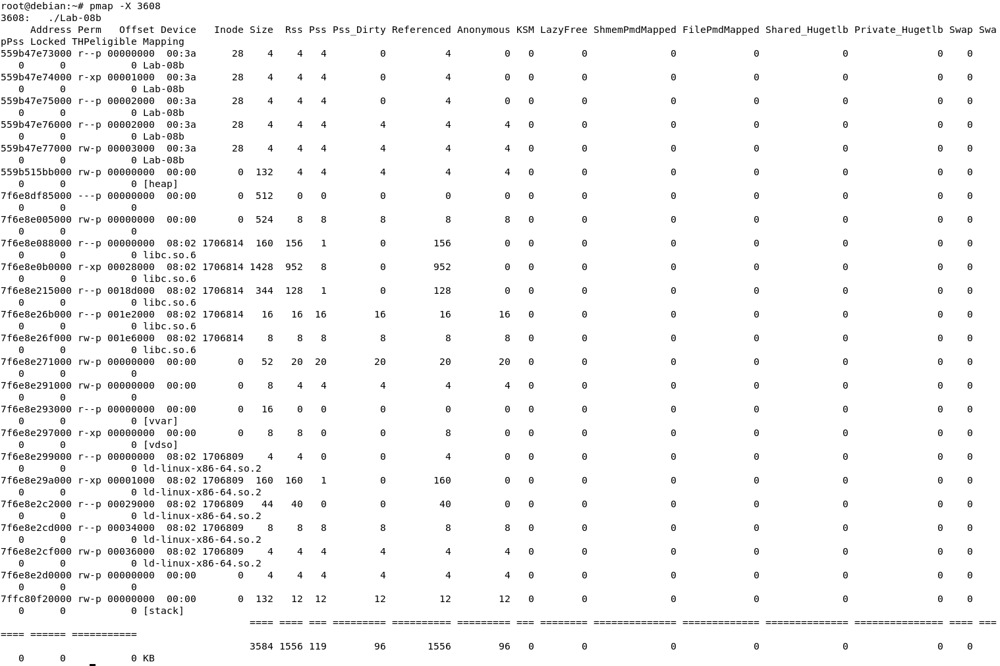 root@debian:~# pmap -X 3608
3608:   ./Lab-08b
     Address Perm   Offset Device   Inode Size  Rss Pss Pss_Dirty Referenced Anonymous KSM LazyFree ShmemPmdMapped FilePmdMapped Shared_Hugetlb Private_Hugetlb Swap Swa
pPss Locked THPeligible Mapping
559b47e73000 r--p 00000000  00:3a      28    4    4   4         0          4         0   0        0              0             0              0               0    0
   0      0           0 Lab-08b
559b47e74000 r-xp 00001000  00:3a      28    4    4   4         0          4         0   0        0              0             0              0               0    0
   0      0           0 Lab-08b
559b47e75000 r--p 00002000  00:3a      28    4    4   4         0          4         0   0        0              0             0              0               0    0
   0      0           0 Lab-08b
559b47e76000 r--p 00002000  00:3a      28    4    4   4         4          4         4   0        0              0             0              0               0    0
   0      0           0 Lab-08b
559b47e77000 rw-p 00003000  00:3a      28    4    4   4         4          4         4   0        0              0             0              0               0    0
   0      0           0 Lab-08b
559b515bb000 rw-p 00000000  00:00       0  132    4   4         4          4         4   0        0              0             0              0               0    0
   0      0           0 [heap]
7f6e8df85000 ---p 00000000  00:00       0  512    0   0         0          0         0   0        0              0             0              0               0    0
   0      0           0
7f6e8e005000 rw-p 00000000  00:00       0  524    8   8         8          8         8   0        0              0             0              0               0    0
   0      0           0
7f6e8e088000 r--p 00000000  08:02 1706814  160  156   1         0        156         0   0        0              0             0              0               0    0
   0      0           0 libc.so.6
7f6e8e0b0000 r-xp 00028000  08:02 1706814 1428  952   8         0        952         0   0        0              0             0              0               0    0
   0      0           0 libc.so.6
7f6e8e215000 r--p 0018d000  08:02 1706814  344  128   1         0        128         0   0        0              0             0              0               0    0
   0      0           0 libc.so.6
7f6e8e26b000 r--p 001e2000  08:02 1706814   16   16  16        16         16        16   0        0              0             0              0               0    0
   0      0           0 libc.so.6
7f6e8e26f000 rw-p 001e6000  08:02 1706814    8    8   8         8          8         8   0        0              0             0              0               0    0
   0      0           0 libc.so.6
7f6e8e271000 rw-p 00000000  00:00       0   52   20  20        20         20        20   0        0              0             0              0               0    0
   0      0           0
7f6e8e291000 rw-p 00000000  00:00       0    8    4   4         4          4         4   0        0              0             0              0               0    0
   0      0           0
7f6e8e293000 r--p 00000000  00:00       0   16    0   0         0          0         0   0        0              0             0              0               0    0
   0      0           0 [vvar]
7f6e8e297000 r-xp 00000000  00:00       0    8    8   0         0          8         0   0        0              0             0              0               0    0
   0      0           0 [vdso]
7f6e8e299000 r--p 00000000  08:02 1706809    4    4   0         0          4         0   0        0              0             0              0               0    0
   0      0           0 ld-linux-x86-64.so.2
7f6e8e29a000 r-xp 00001000  08:02 1706809  160  160   1         0        160         0   0        0              0             0              0               0    0
   0      0           0 ld-linux-x86-64.so.2
7f6e8e2c2000 r--p 00029000  08:02 1706809   44   40   0         0         40         0   0        0              0             0              0               0    0
   0      0           0 ld-linux-x86-64.so.2
7f6e8e2cd000 r--p 00034000  08:02 1706809    8    8   8         8          8         8   0        0              0             0              0               0    0
   0      0           0 ld-linux-x86-64.so.2
7f6e8e2cf000 rw-p 00036000  08:02 1706809    4    4   4         4          4         4   0        0              0             0              0               0    0
   0      0           0 ld-linux-x86-64.so.2
7f6e8e2d0000 rw-p 00000000  00:00       0    4    4   4         4          4         4   0        0              0             0              0               0    0
   0      0           0
7ffc80f20000 rw-p 00000000  00:00       0  132   12  12        12         12        12   0        0              0             0              0               0    0
   0      0           0 [stack]
                                          ==== ==== === ========= ========== ========= === ======== ============== ============= ============== =============== ==== ===
==== ====== ===========
                                          3584 1556 119        96       1556        96   0        0              0             0              0               0    0
   0      0           0 KB